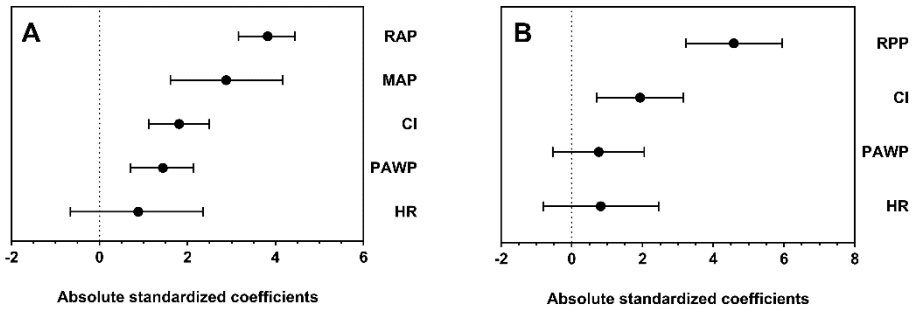 A
RAP
MAP
CI
PAWP
HR
-2 0 2 4 6
Absolute standardized coefficients
B
RPP
CI
PAWP
HR
-2 0 2 4 6 8
Absolute standardized coefficients